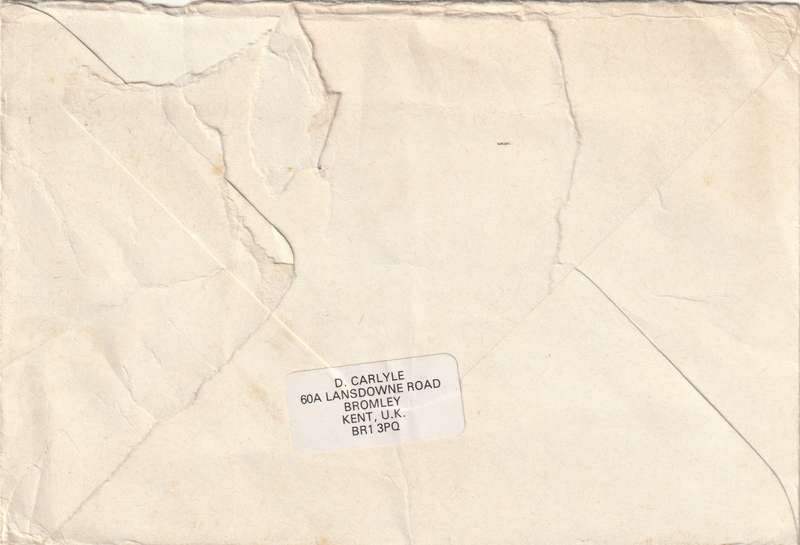 D. CARLYLE
60A LANSDOWNE ROAD
BROMLEY
KENT, U.K.
BR1 3PQ